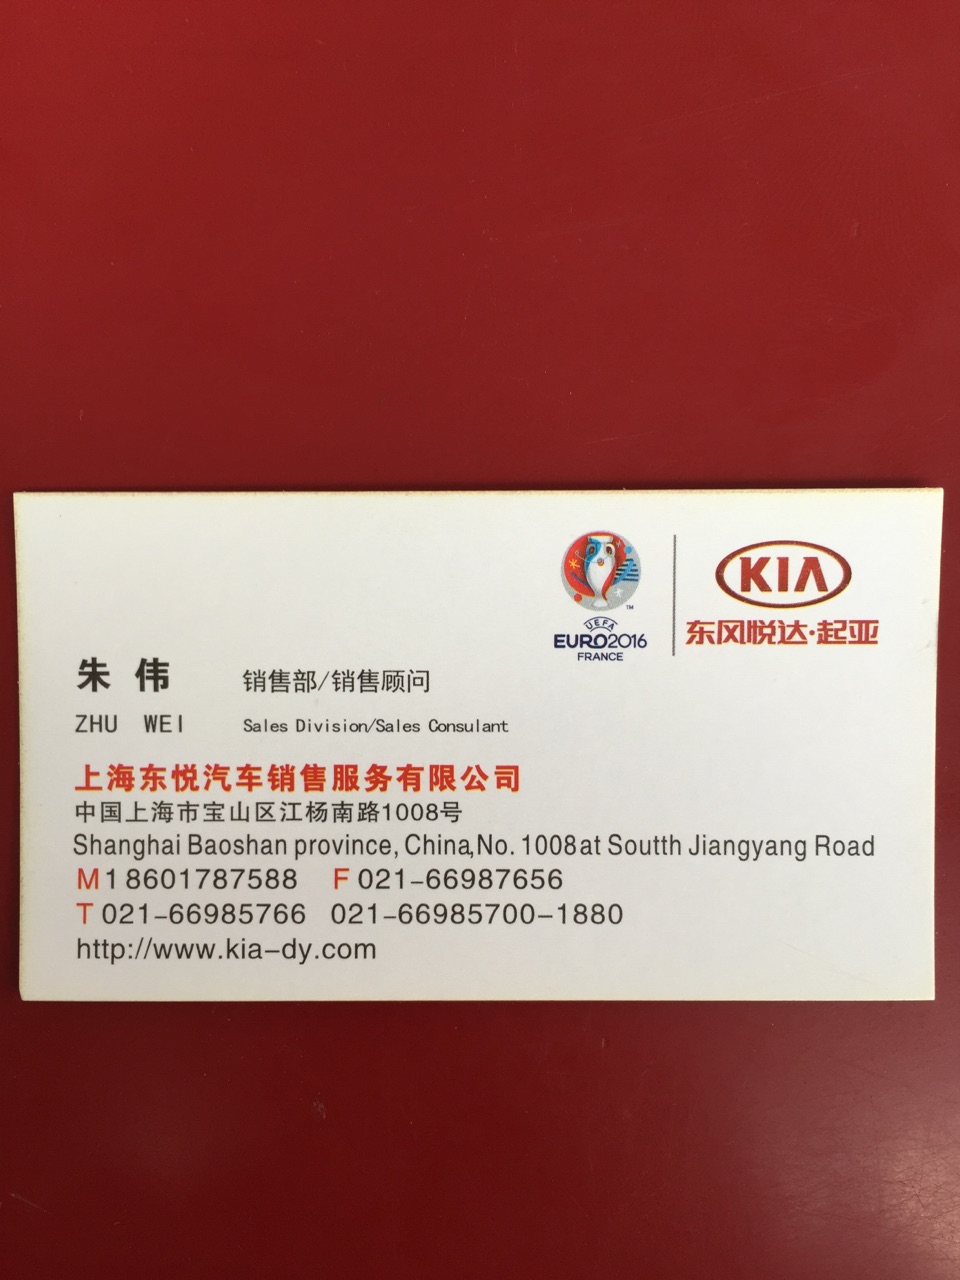 UEFA
EURO2016
FRANCE
TM
KIA
东风悦达·起亚
朱 伟 销售部/销售顾问
ZHU WEI Sales Division/Sales Consulant
上海东悦汽车销售服务有限公司
中国上海市宝山区江杨南路1008号
Shanghai Baoshan province, China,No. 1008at Soutth Jiangyang Road
M18601787588 F021-66987656
T021-66985766 021-66985700-1880
http://www.kia-dy.com